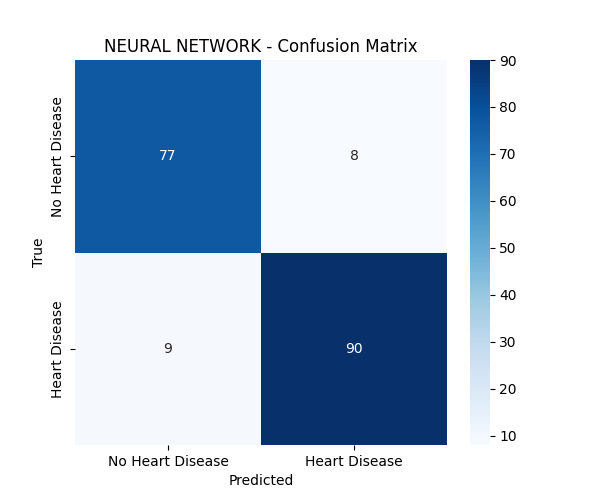 NEURAL NETWORK - Confusion Matrix
True
No Heart Disease
Heart Disease
77
8
9
90
No Heart Disease
Heart Disease
Predicted
90
80
70
60
50
40
30
20
10